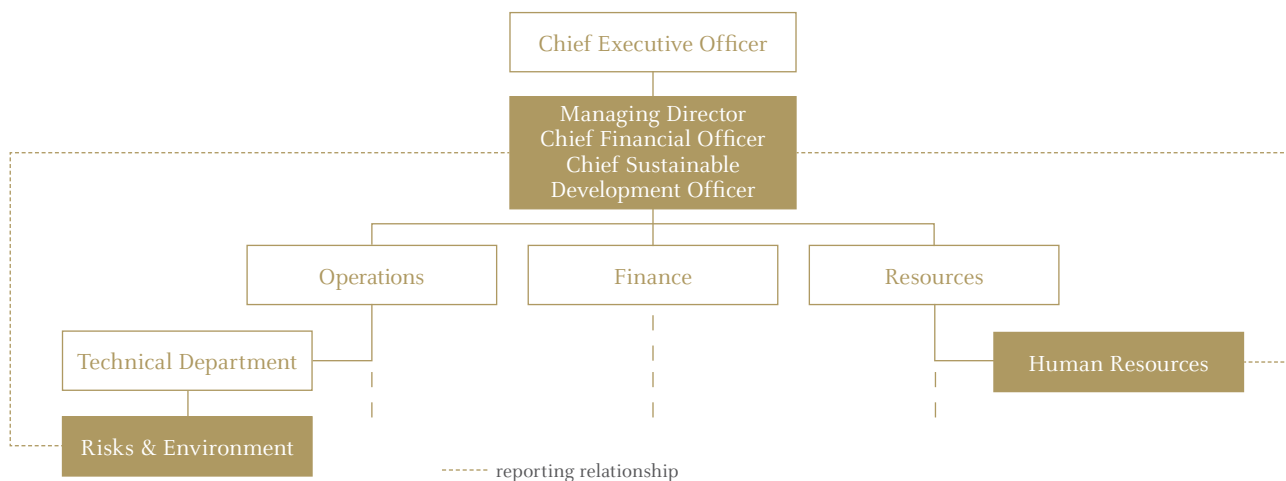 Chief Executive Officer
Managing Director
Chief Financial Officer
Chief Sustainable
Development Officer
Operations
Finance
Resources
Technical Department
Human Resources
Risks & Environment
reporting relationship